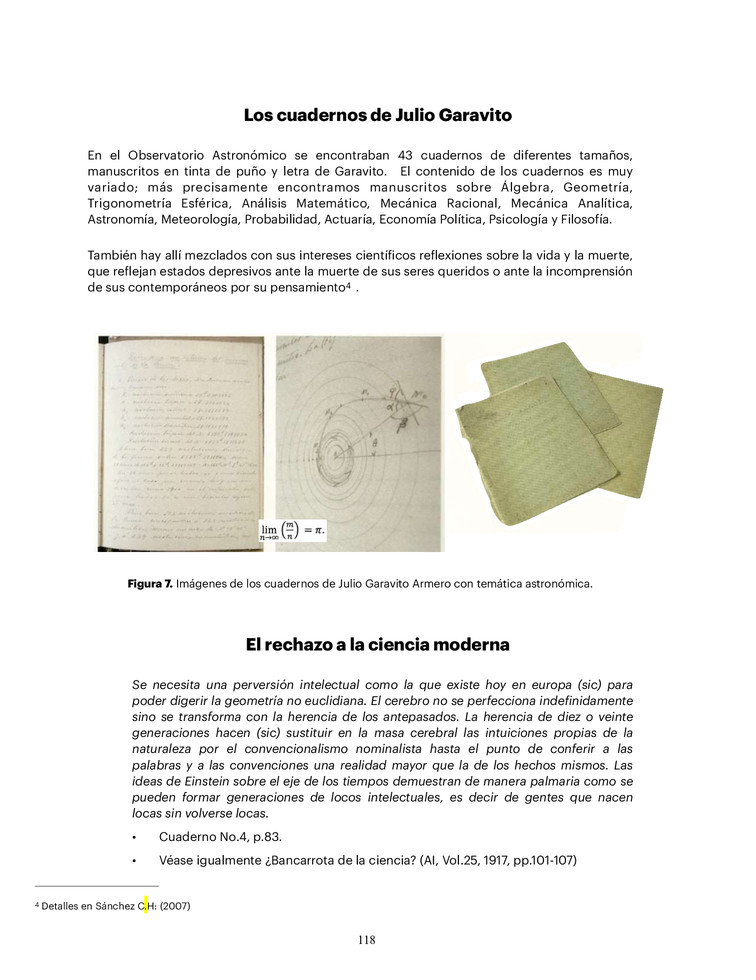 Los cuadernos de Julio Garavito
En el Observatorio Astronómico se encontraban 43 cuadernos de diferentes tamaños,
manuscritos en tinta de puño y letra de Garavito. El contenido de los cuadernos es muy
variado; más precisamente encontramos manuscritos sobre Álgebra, Geometría,
Trigonometría Esférica, Análisis Matemático, Mecánica Racional, Mecánica Analítica,
Astronomía, Meteorología, Probabilidad, Actuaría, Economía Política, Psicología y Filosofía.
También hay allí mezclados con sus intereses científicos reflexiones sobre la vida y la muerte,
que reflejan estados depresivos ante la muerte de sus seres queridos o ante la incomprensión
de sus contemporáneos por su pensamiento⁴ .
lim n→∞ (m/n) = π.
Figura 7. Imágenes de los cuadernos de Julio Garavito Armero con temática astronómica.
El rechazo a la ciencia moderna
Se necesita una perversión intelectual como la que existe hoy en europa (sic) para
poder digerir la geometría no euclidiana. El cerebro no se perfecciona indefinidamente
sino se transforma con la herencia de los antepasados. La herencia de diez o veinte
generaciones hacen (sic) sustituir en la masa cerebral las intuiciones propias de la
naturaleza por el convencionalismo nominalista hasta el punto de conferir a las
palabras y a las convenciones una realidad mayor que la de los hechos mismos. Las
ideas de Einstein sobre el eje de los tiempos demuestran de manera palmaria como se
pueden formar generaciones de locos intelectuales, es decir de gentes que nacen
locas sin volverse locas.
• Cuaderno No.4, p.83.
• Véase igualmente ¿Bancarrota de la ciencia? (AI, Vol.25, 1917, pp.101-107)
⁴ Detalles en Sánchez C.H: (2007)
118